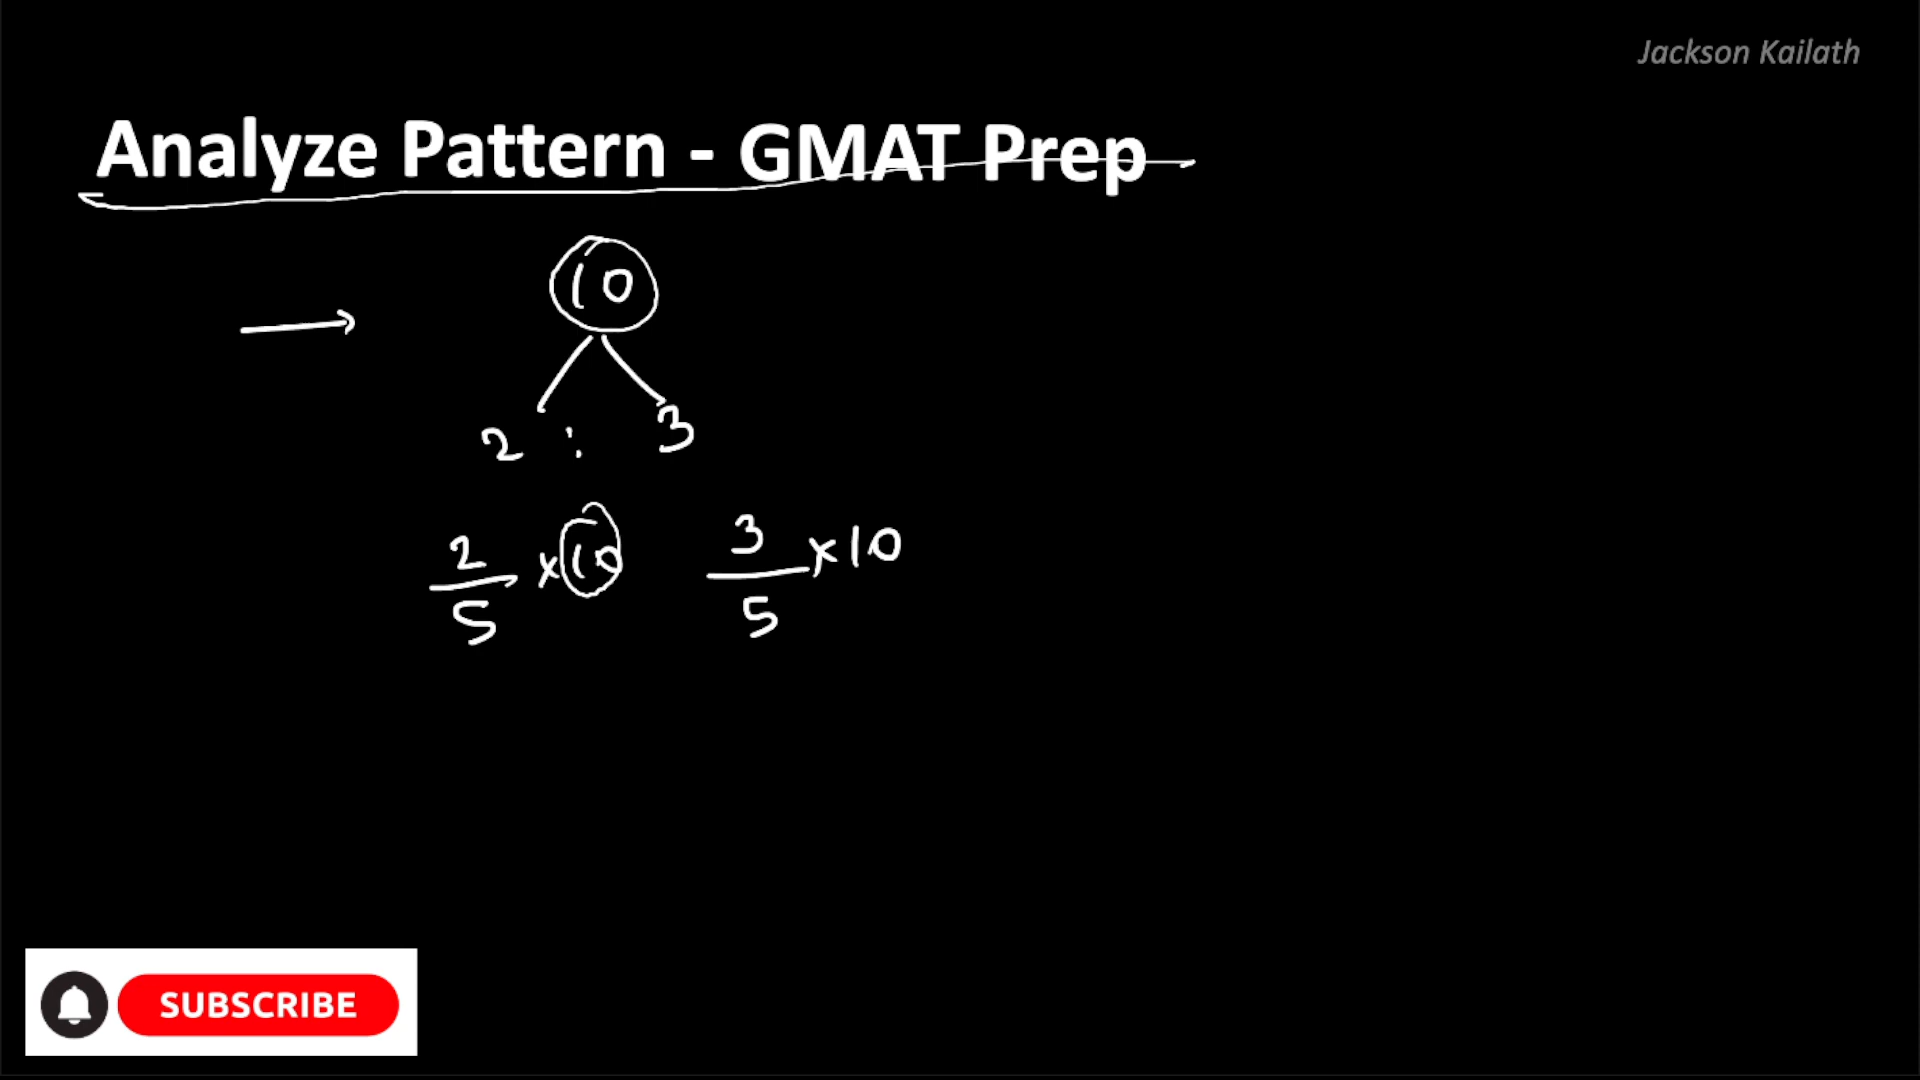 Jackson Kailath
Analyze Pattern - GMAT Prep
10
2 : 3
2/5 ×10 3/5 ×10
SUBSCRIBE